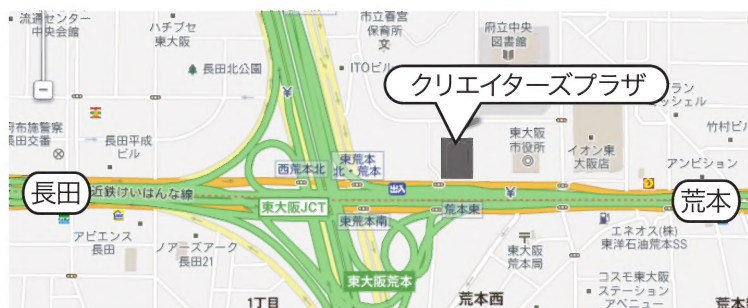 流通センター
中央会館
ハチブセ
東大阪
市立春宮
保育所
府立中央
図書館
長田北公園
ITOビル
クリエイターズプラザ
府布施警察
長田交番
長田平成
ビル
東大阪
市役所
イオン東
大阪店
竹村ビル
アンビション
西荒本北
東荒本
北・荒本
長田
近鉄けいはんな線
出入
荒本
東大阪JCT
東荒本南
荒本東
アビエンス
長田
ノアーズアーク
長田21
東大阪
荒本局
エネオス(株)
東洋石油荒本SS
東大阪荒本
コスモ東大阪
ステーション
アベニュー
1丁目
荒本西